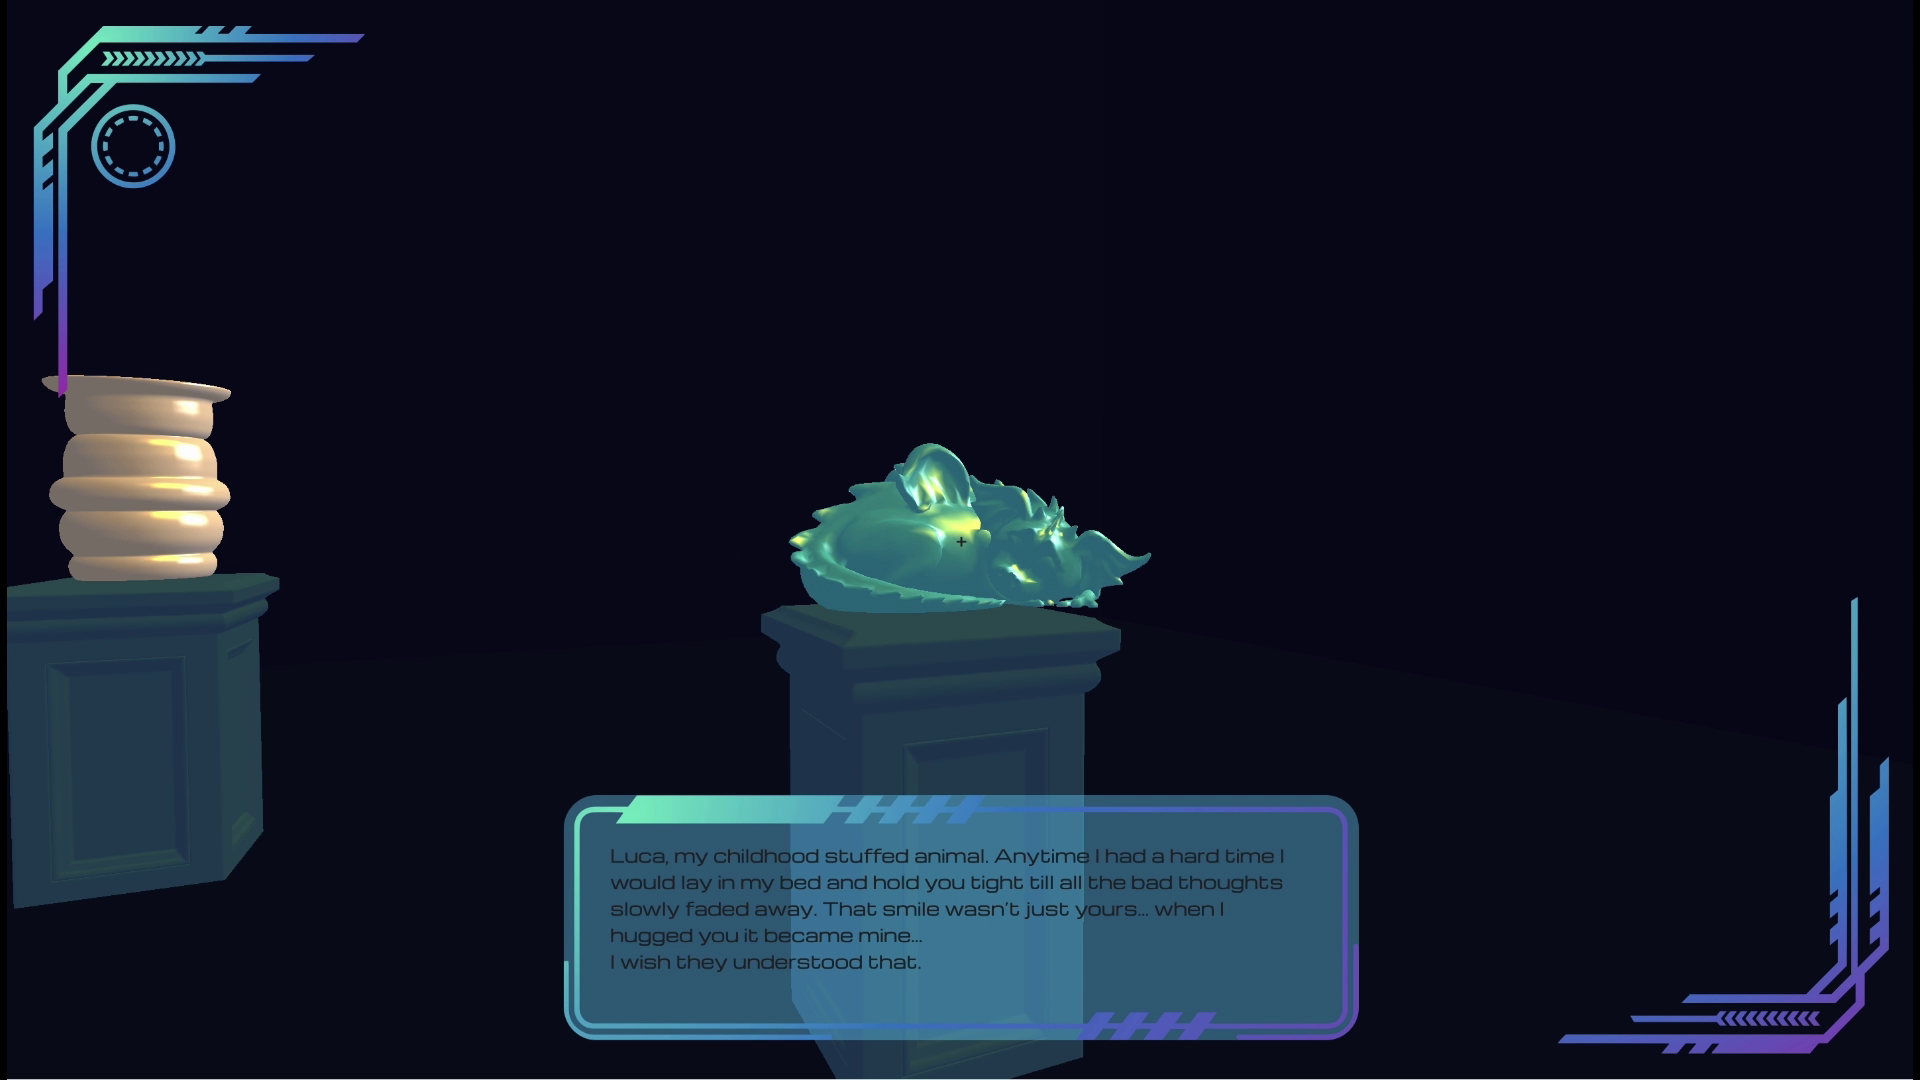 Luca, my childhood stuffed animal. Anytime I had a hard time I
would lay in my bed and hold you tight till all the bad thoughts
slowly faded away. That smile wasn't just yours... when I
hugged you it became mine...
I wish they understood that.